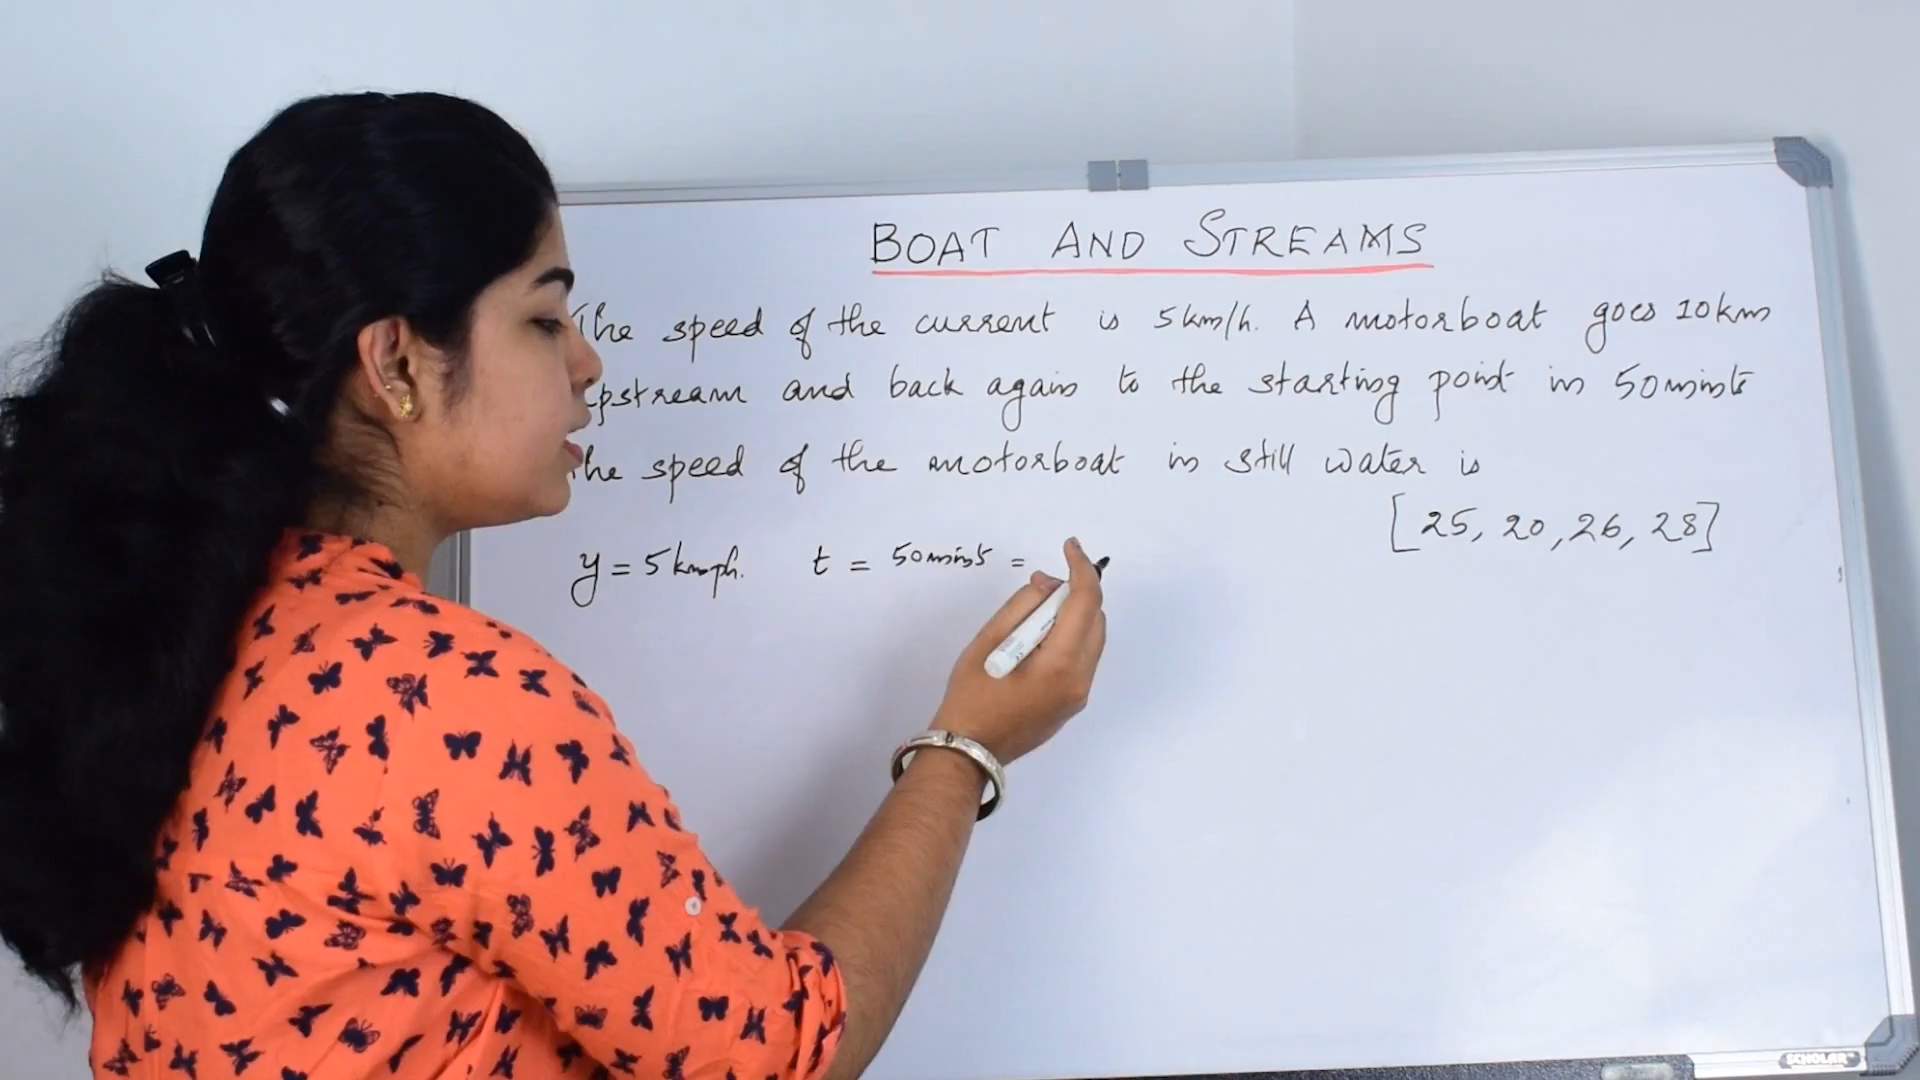 BOAT AND STREAMS
The speed of the current is 5km/h. A motorboat goes 10kms
upstream and back again to the starting point in 50mints
The speed of the motorboat in still water is
[25, 20, 26, 28]
y = 5kmph. t = 50mints =
SCHOLAR